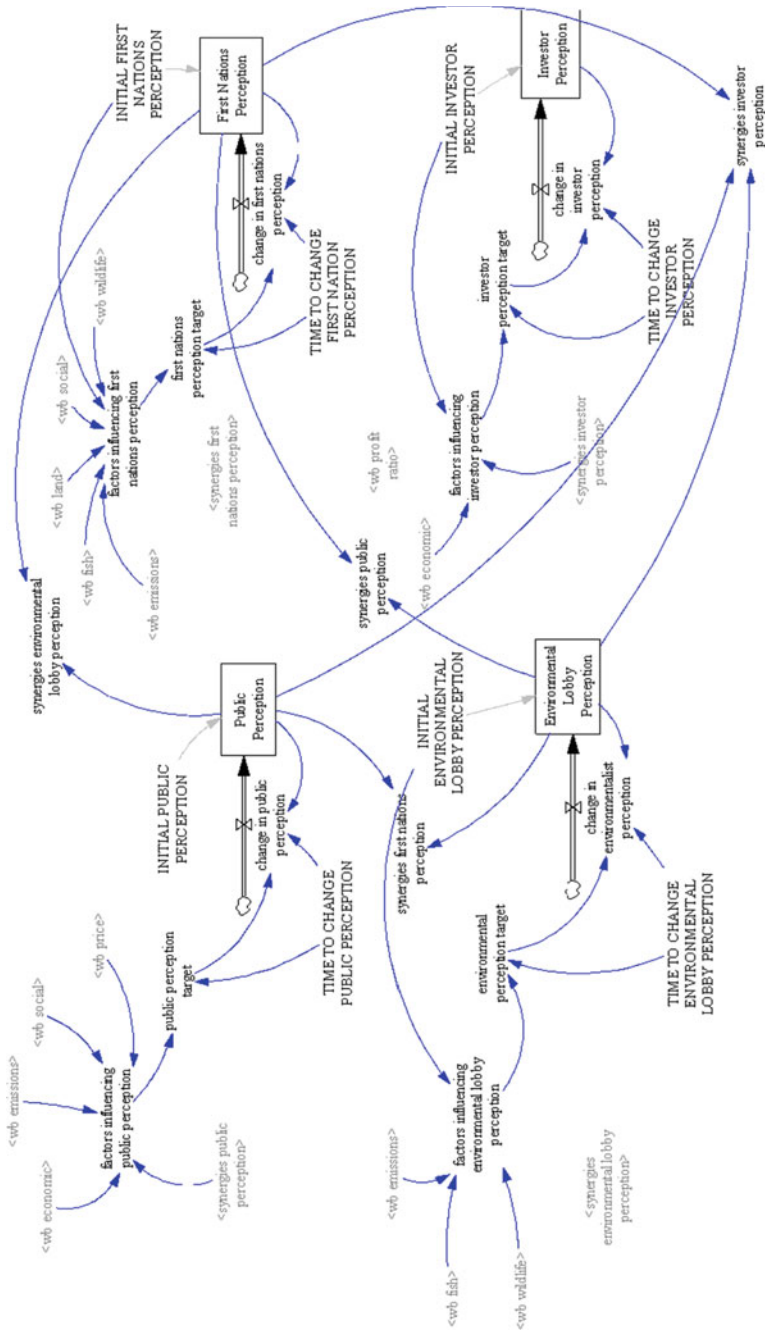 <wb economic>
<wb emissions>
<wb social>
<wb price>
factors influencing
public perception
<synergies public
perception>
public perception
target
TIME TO CHANGE
PUBLIC PERCEPTION
INITIAL PUBLIC
PERCEPTION
change in public
perception
Public
Perception
synergies environmental
lobby perception
<wb fish>
<wb land>
<wb social>
<wb wildlife>
<wb emissions>
factors influencing first
nations perception
<synergies first
nations perception>
first nations
perception target
TIME TO CHANGE
FIRST NATION
PERCEPTION
INITIAL FIRST
NATIONS
PERCEPTION
change in first nations
perception
First Nations
Perception
<wb fish>
<wb emissions>
<wb wildlife>
factors influencing
environmental lobby
perception
<synergies
environmental lobby
perception>
environmental
perception target
TIME TO CHANGE
ENVIRONMENTAL
LOBBY PERCEPTION
synergies first nations
perception
INITIAL
ENVIRONMENTAL
LOBBY PERCEPTION
change in
environmentalist
perception
Environmental
Lobby
Perception
synergies public
perception
<wb economic>
<wb profit
ratio>
factors influencing
investor perception
<synergies investor
perception>
investor
perception target
TIME TO CHANGE
INVESTOR
PERCEPTION
INITIAL INVESTOR
PERCEPTION
change in
investor
perception
Investor
Perception
synergies investor
perception